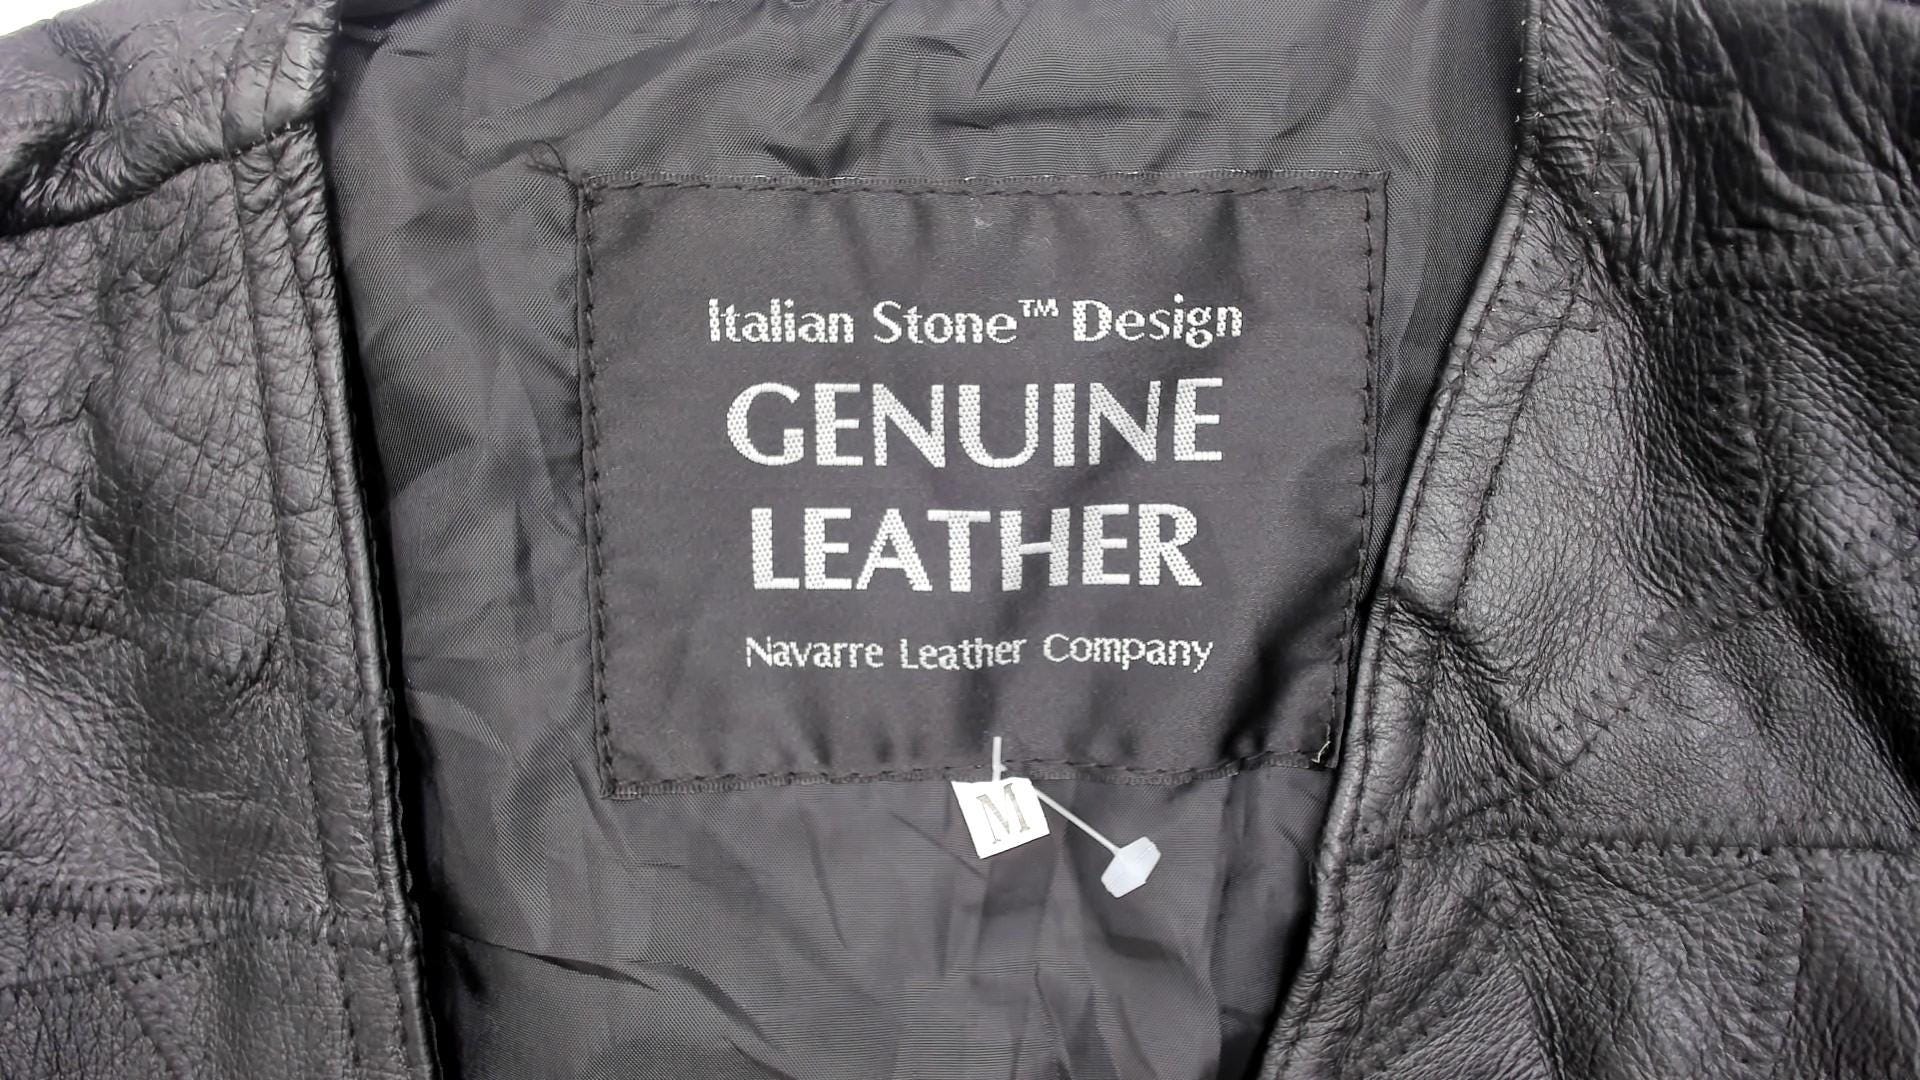 Italian Stone™ Design
GENUINE
LEATHER
Navarre Leather Company
M